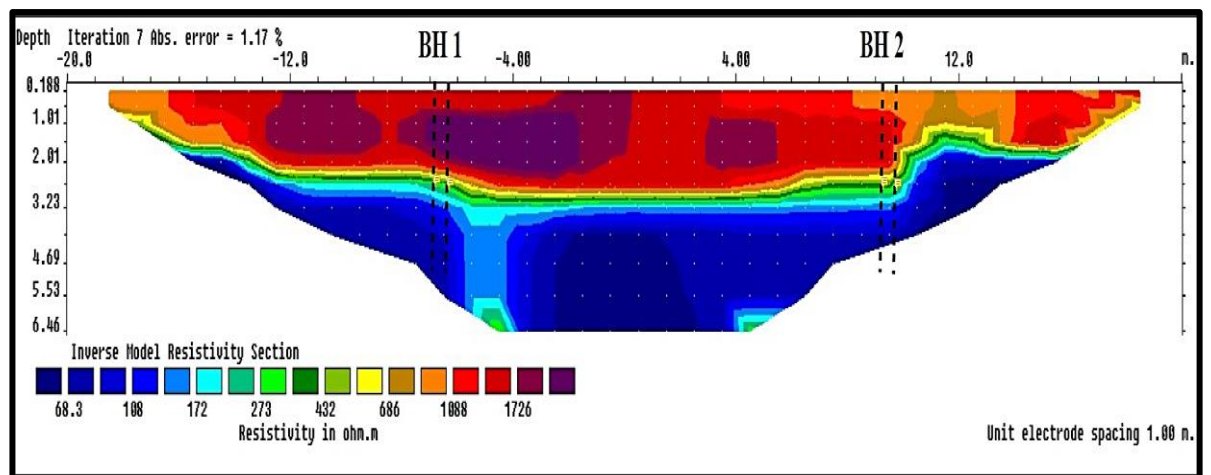 Depth Iteration 7 Abs. error = 1.17 %
BH 1 BH 2
-20.0 -12.0 -4.00 4.00 12.0 m.
0.188
1.01
2.01
3.23
4.69
5.53
6.46
Inverse Model Resistivity Section
68.3 108 172 273 432 686 1088 1726
Resistivity in ohm.m
Unit electrode spacing 1.00 m.